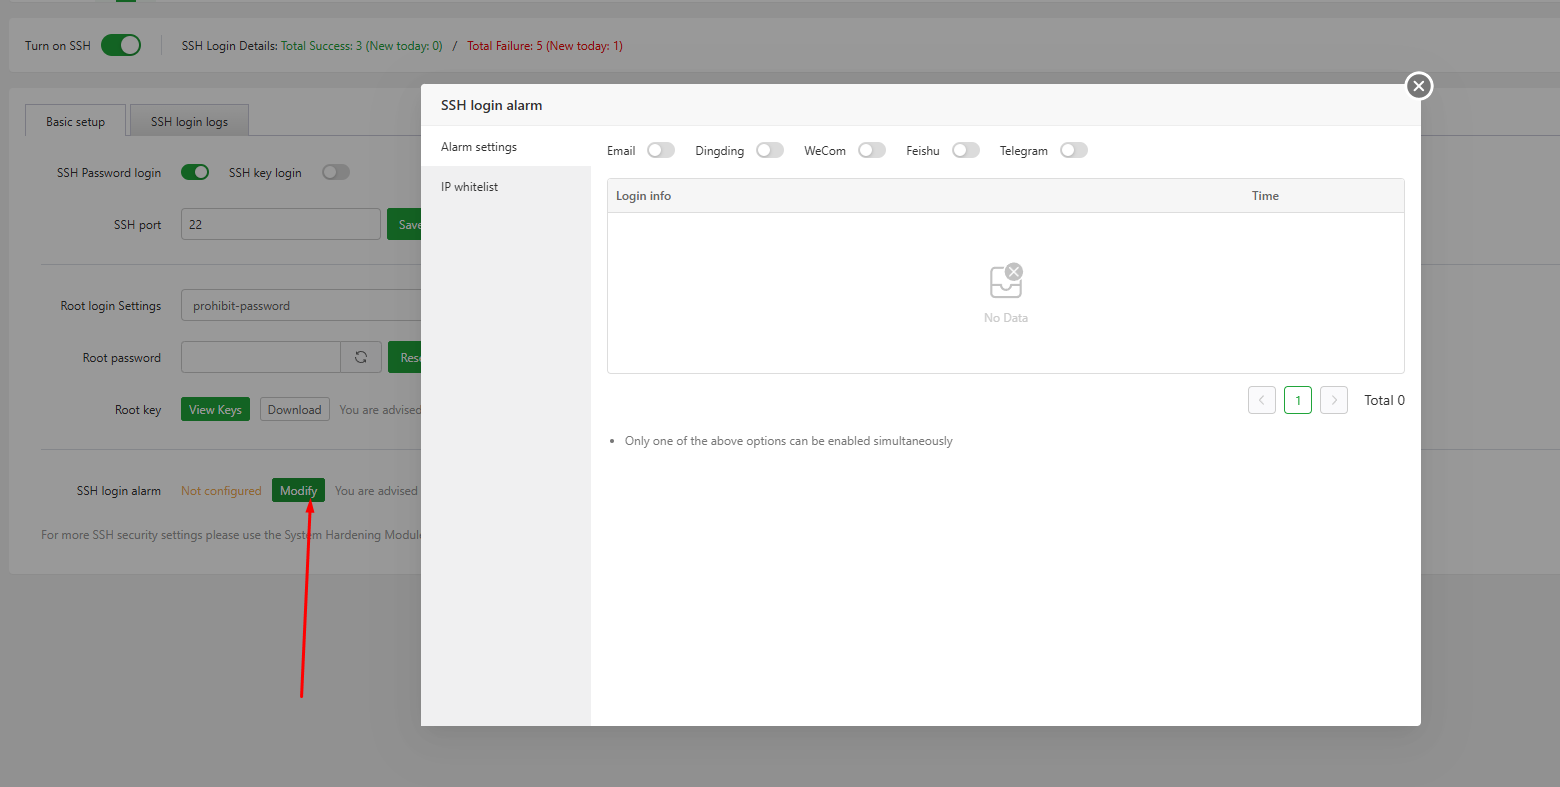 Turn on SSH
SSH Login Details: Total Success: 3 (New today: 0) / Total Failure: 5 (New today: 1)
Basic setup
SSH login logs
SSH Password login
SSH key login
SSH port
22
Save
Root login Settings
prohibit-password
Root password
Rese
Root key
View Keys
Download
You are advised
SSH login alarm
Not configured
Modify
You are advised
For more SSH security settings please use the System Hardening Module
SSH login alarm
Alarm settings
IP whitelist
Email
Dingding
WeCom
Feishu
Telegram
Login info
Time
No Data
1
Total 0
Only one of the above options can be enabled simultaneously